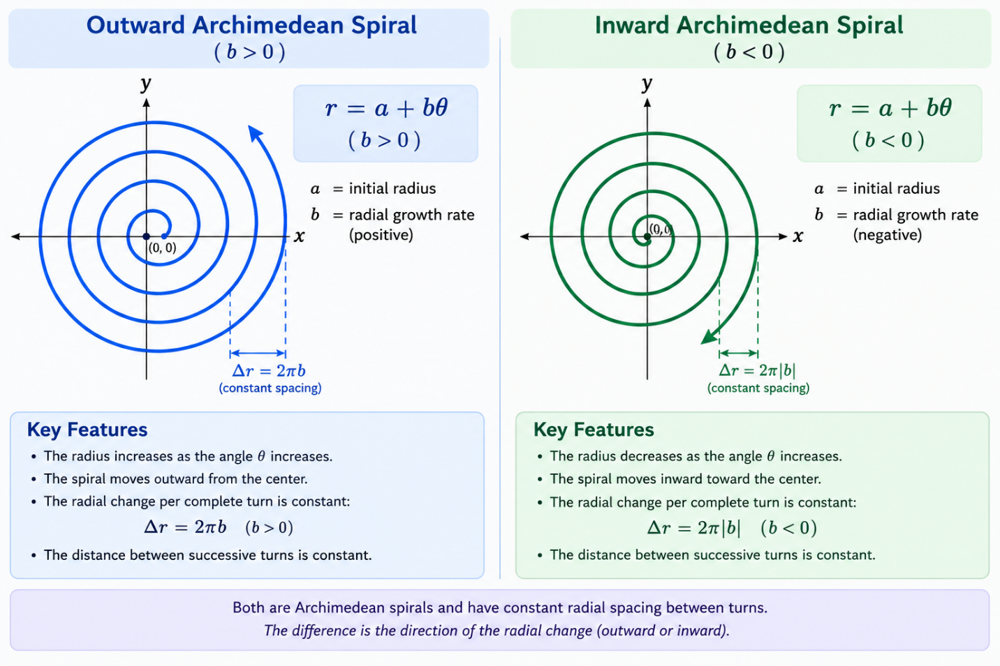 Outward Archimedean Spiral
( b > 0 )
y
r = a + bθ
( b > 0 )
a = initial radius
b = radial growth rate
(positive)
x
(0, 0)
Δr = 2πb
(constant spacing)
Key Features
• The radius increases as the angle θ increases.
• The spiral moves outward from the center.
• The radial change per complete turn is constant:
Δr = 2πb (b > 0)
• The distance between successive turns is constant.
Inward Archimedean Spiral
( b < 0 )
y
r = a + bθ
( b < 0 )
a = initial radius
b = radial growth rate
(negative)
x
(0, 0)
Δr = 2π|b|
(constant spacing)
Key Features
• The radius decreases as the angle θ increases.
• The spiral moves inward toward the center.
• The radial change per complete turn is constant:
Δr = 2π|b| (b < 0)
• The distance between successive turns is constant.
Both are Archimedean spirals and have constant radial spacing between turns.
The difference is the direction of the radial change (outward or inward).